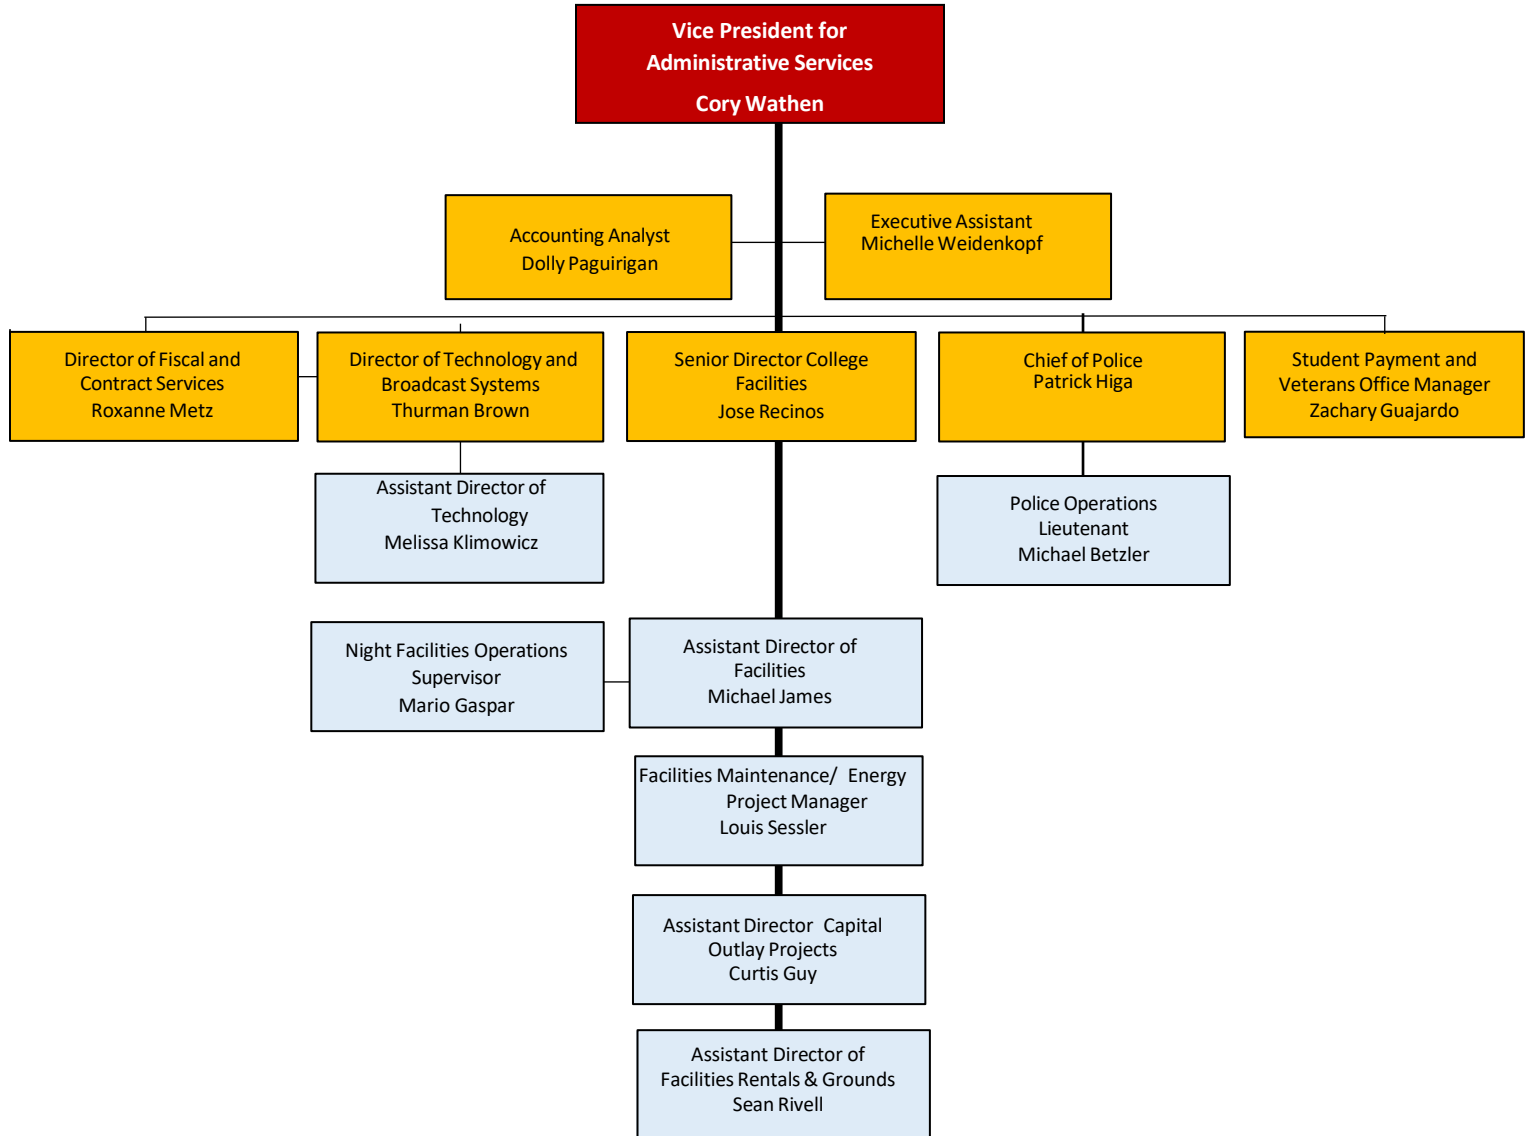 Vice President for
Administrative Services
Cory Wathen
Accounting Analyst
Dolly Paguirigan
Executive Assistant
Michelle Weidenkopf
Director of Fiscal and
Contract Services
Roxanne Metz
Director of Technology and
Broadcast Systems
Thurman Brown
Senior Director College
Facilities
Jose Recinos
Chief of Police
Patrick Higa
Student Payment and
Veterans Office Manager
Zachary Guajardo
Assistant Director of
Technology
Melissa Klimowicz
Police Operations
Lieutenant
Michael Betzler
Night Facilities Operations
Supervisor
Mario Gaspar
Assistant Director of
Facilities
Michael James
Facilities Maintenance/ Energy
Project Manager
Louis Sessler
Assistant Director Capital
Outlay Projects
Curtis Guy
Assistant Director of
Facilities Rentals & Grounds
Sean Rivell